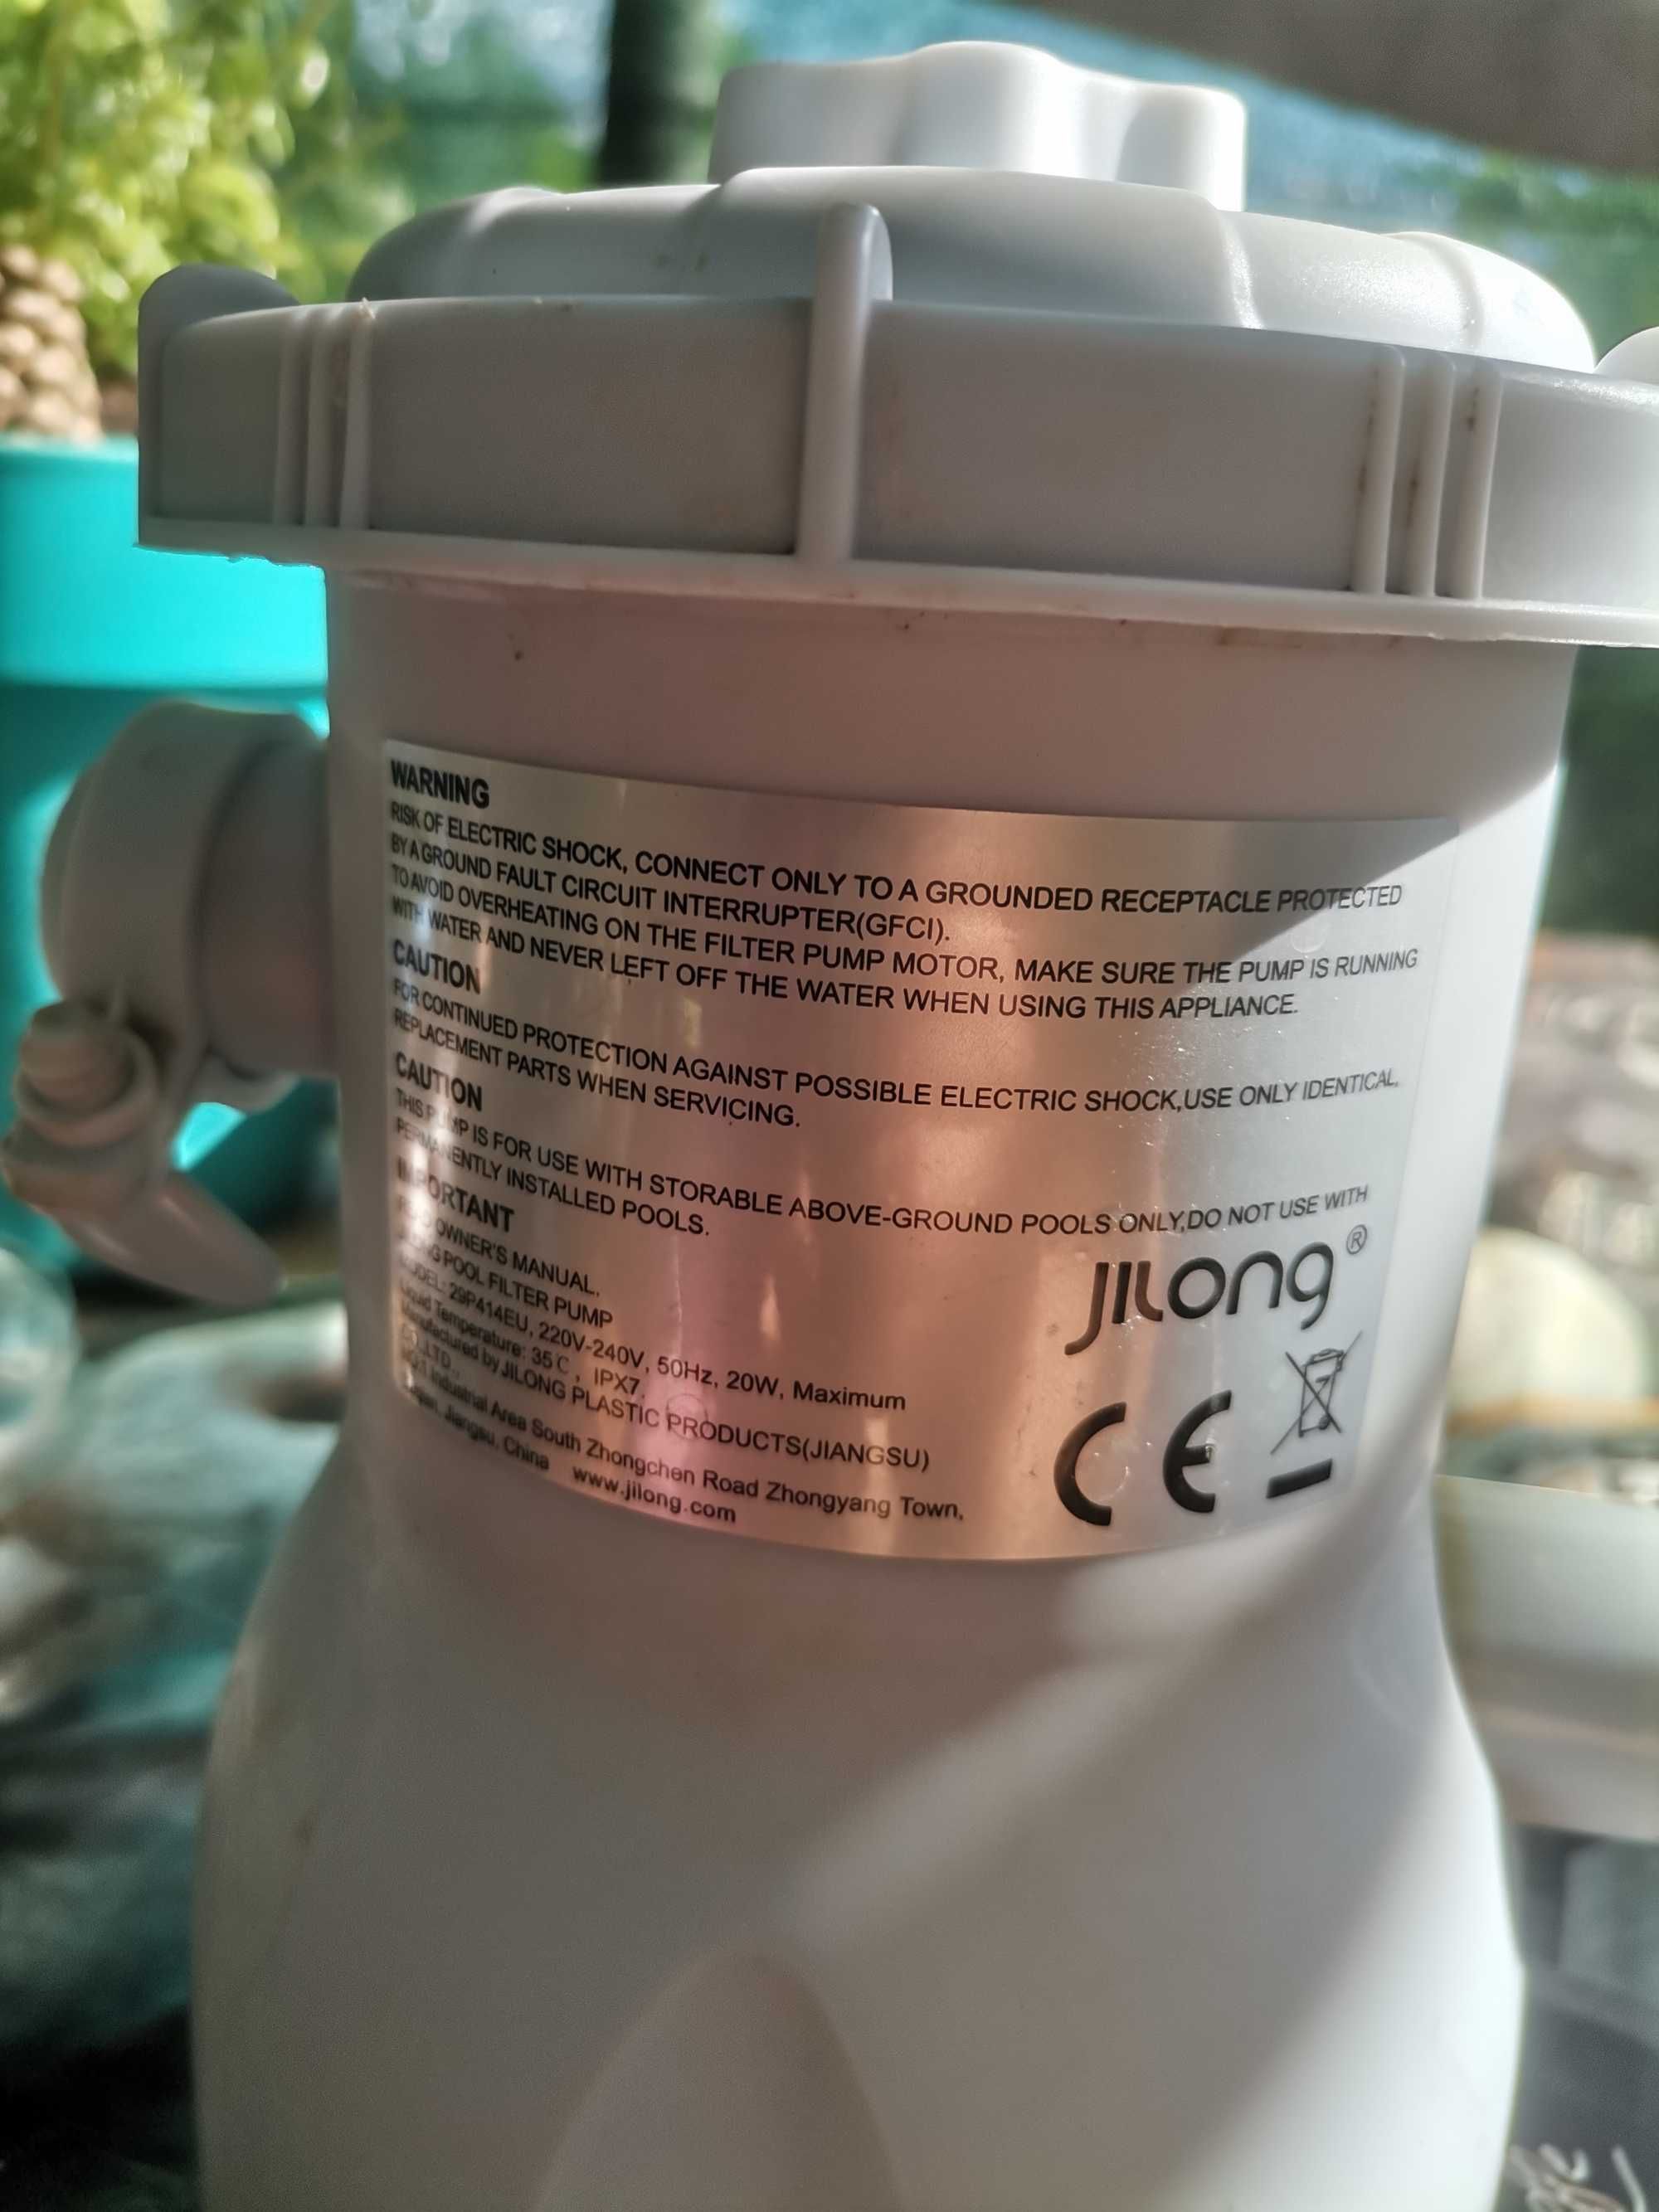 WARNING
RISK OF ELECTRIC SHOCK, CONNECT ONLY TO A GROUNDED RECEPTACLE PROTECTED
BY A GROUND FAULT CIRCUIT INTERRUPTER(GFCI).
TO AVOID OVERHEATING ON THE FILTER PUMP MOTOR, MAKE SURE THE PUMP IS RUNNING
WITH WATER AND NEVER LEFT OFF THE WATER WHEN USING THIS APPLIANCE.
CAUTION
FOR CONTINUED PROTECTION AGAINST POSSIBLE ELECTRIC SHOCK,USE ONLY IDENTICAL
REPLACEMENT PARTS WHEN SERVICING.
CAUTION
THIS PUMP IS FOR USE WITH STORABLE ABOVE-GROUND POOLS ONLY,DO NOT USE WITH
PERMANENTLY INSTALLED POOLS.
IMPORTANT
OWNER'S MANUAL.
POOL FILTER PUMP
MODEL: 29P414EU, 220V-240V, 50Hz, 20W, Maximum
Liquid Temperature: 35℃, IPX7.
Manufactured by JILONG PLASTIC PRODUCTS(JIANGSU)
CO.,LTD.
NO.1 Industrial Area South Zhongchen Road Zhongyang Town,
Jiangsu, China www.jilong.com
JILONG®
CE